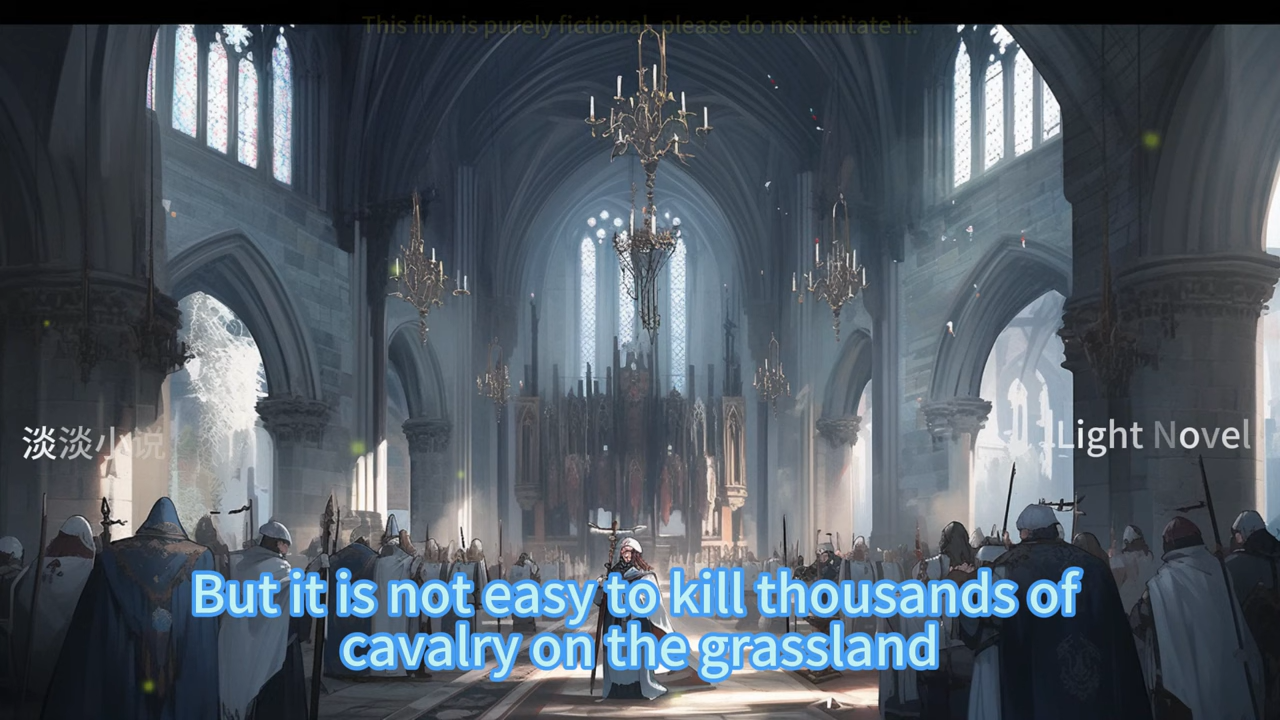 This film is purely fictional, please do not imitate it.
淡淡小说
Light Novel
But it is not easy to kill thousands of
cavalry on the grassland